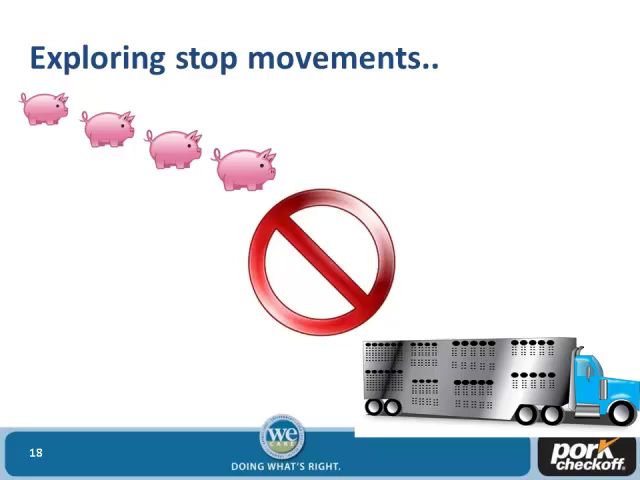 Exploring stop movements..
18
we
CARE
DOING WHAT'S RIGHT.
pork
checkoff